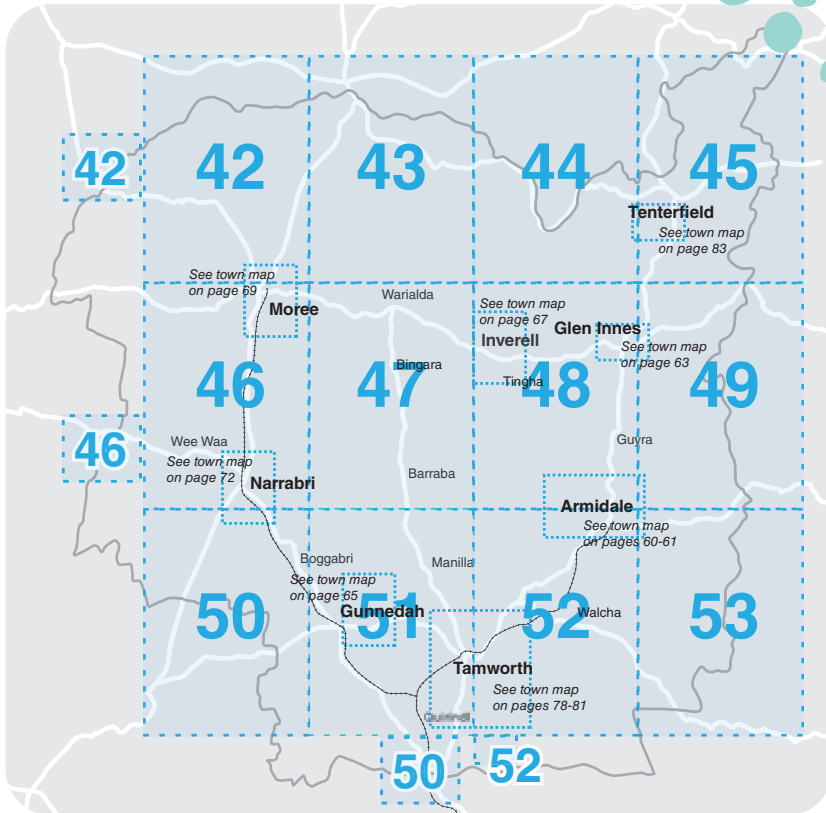 42
42
43
44
45
Tenterfield
See town map
on page 83
See town map
on page 69
Moree
Warialda
See town map
on page 67
Inverell
Glen Innes
See town map
on page 63
46
Bingara
47
Tingha
48
49
46
Wee Waa
See town map
on page 72
Narrabri
Barraba
Guyra
Armidale
See town map
on pages 60-61
Boggabri
See town map
on page 65
Gunnedah
Manilla
50
51
52
Walcha
53
Tamworth
See town map
on pages 78-81
50
52